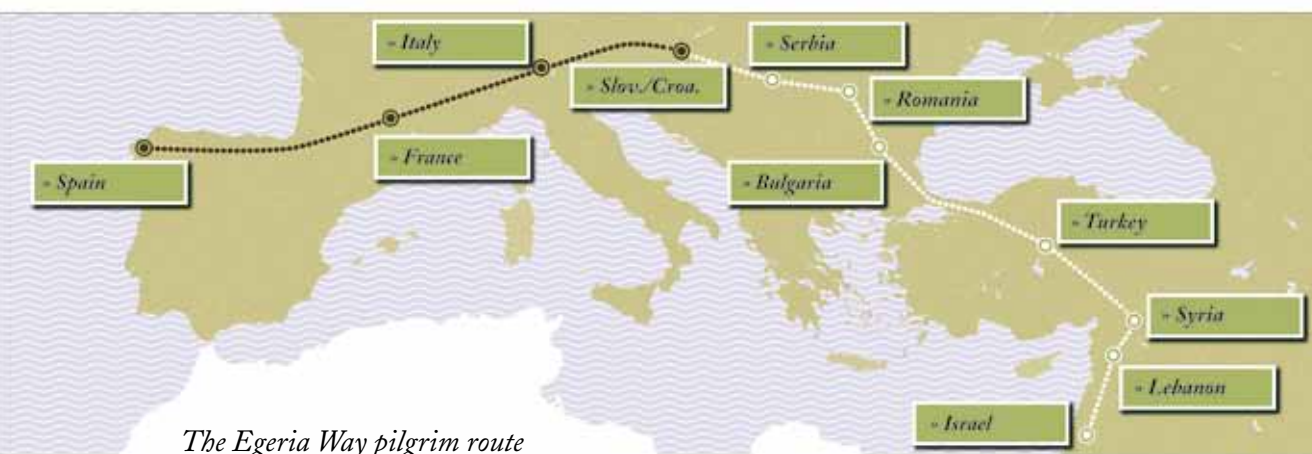 » Italy
» Serbia
» Slov./Croa.
» Romania
» France
» Spain
» Bulgaria
» Turkey
» Syria
» Lebanon
» Israel
The Egeria Way pilgrim route